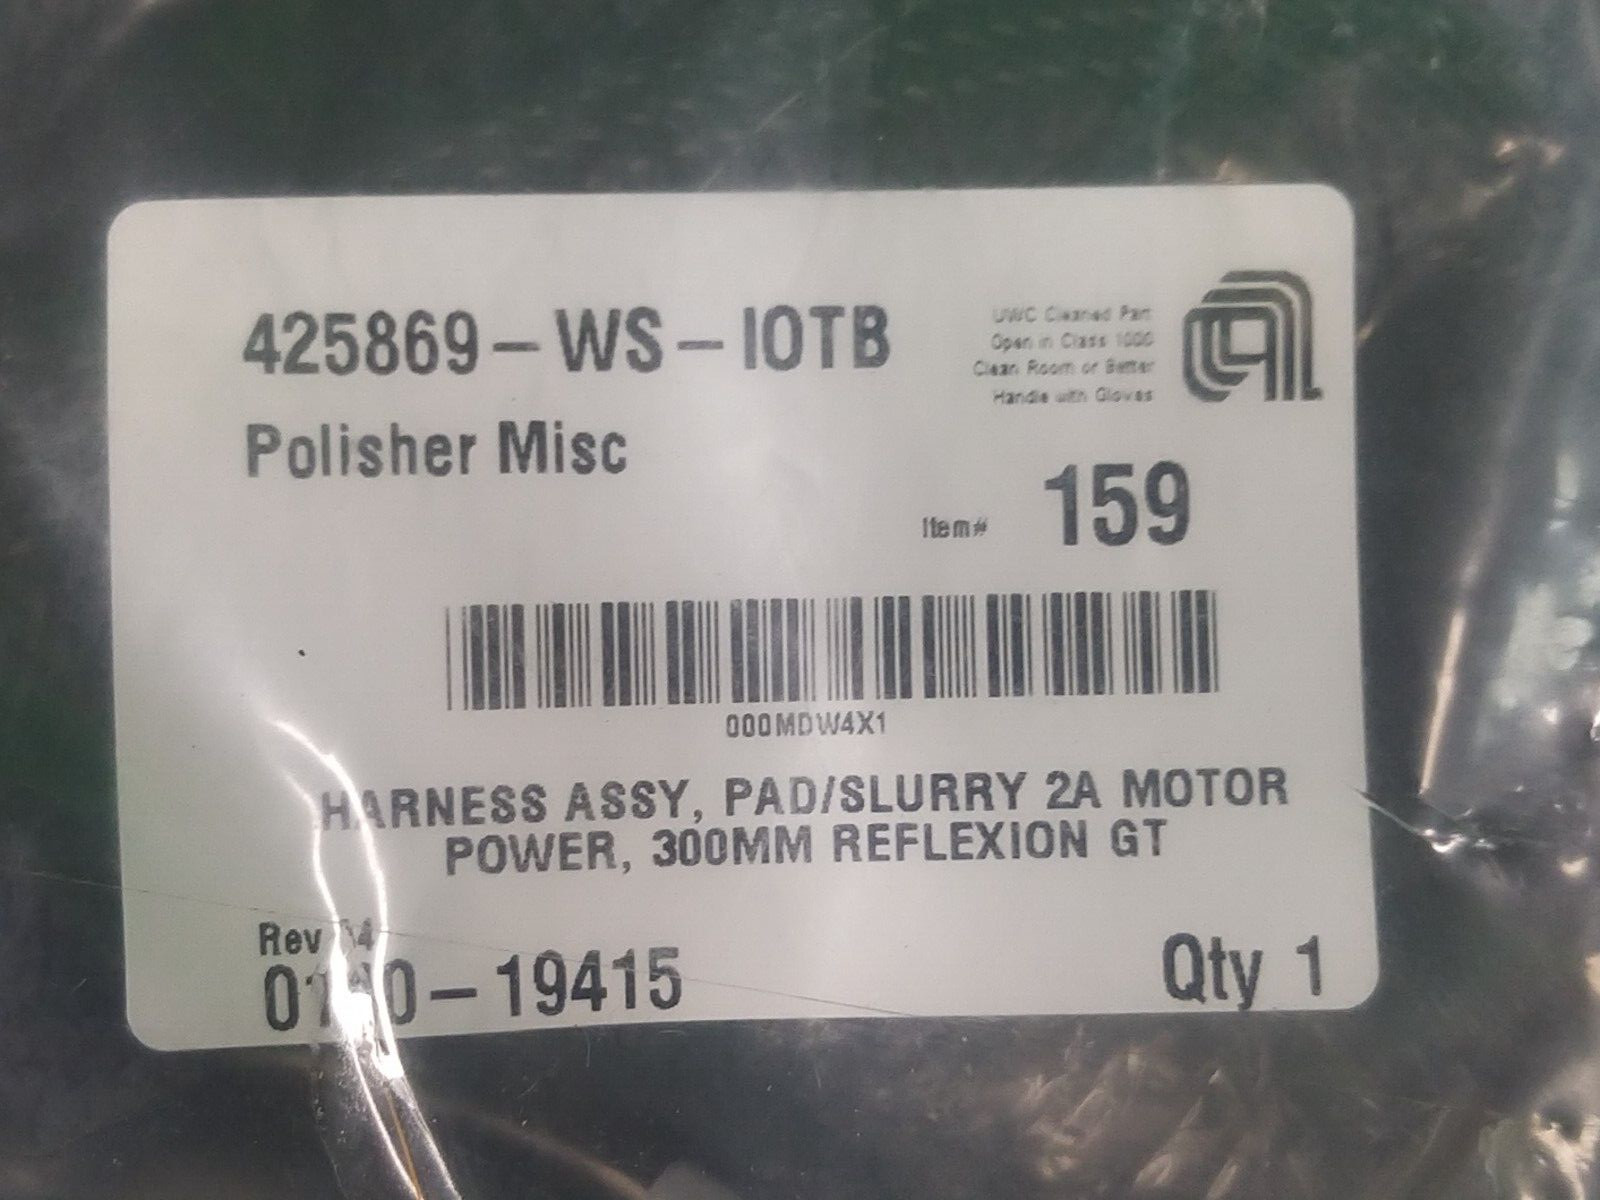 425869-WS-IOTB
UWC Cleaned Part
Open in Class 1000
Clean Room or Better
Handle with Gloves
Polisher Misc
Item# 159
000MDW4X1
HARNESS ASSY, PAD/SLURRY 2A MOTOR
POWER, 300MM REFLEXION GT
Rev
Qty 1